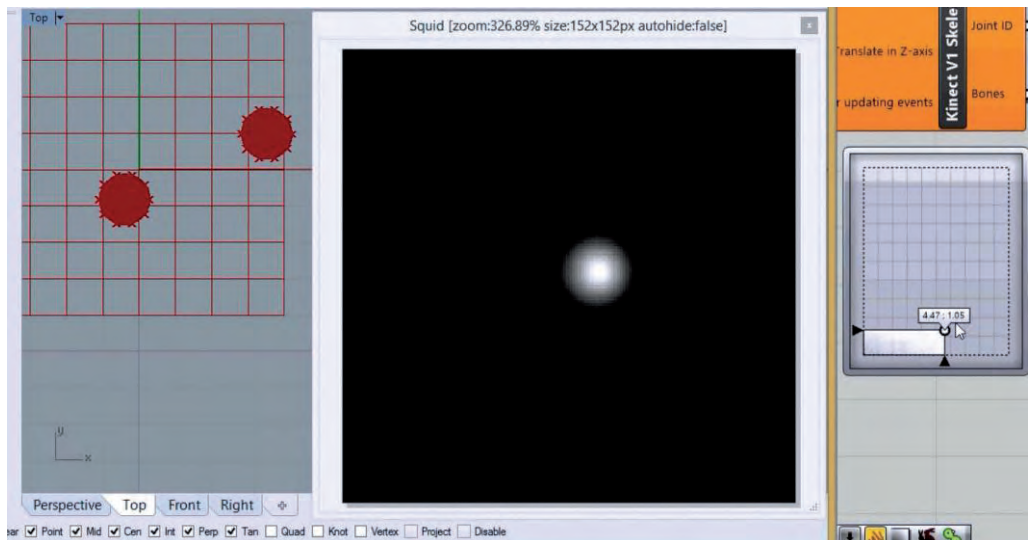 Top
Squid [zoom:326.89% size:152x152px autohide:false]
x
Joint ID
Translate in Z-axis
Kinect V1 Skele
r updating events
Bones
4.47 : 1.05
y
x
Perspective Top Front Right
ear Point Mid Cen Int Perp Tan Quad Knot Vertex Project Disable